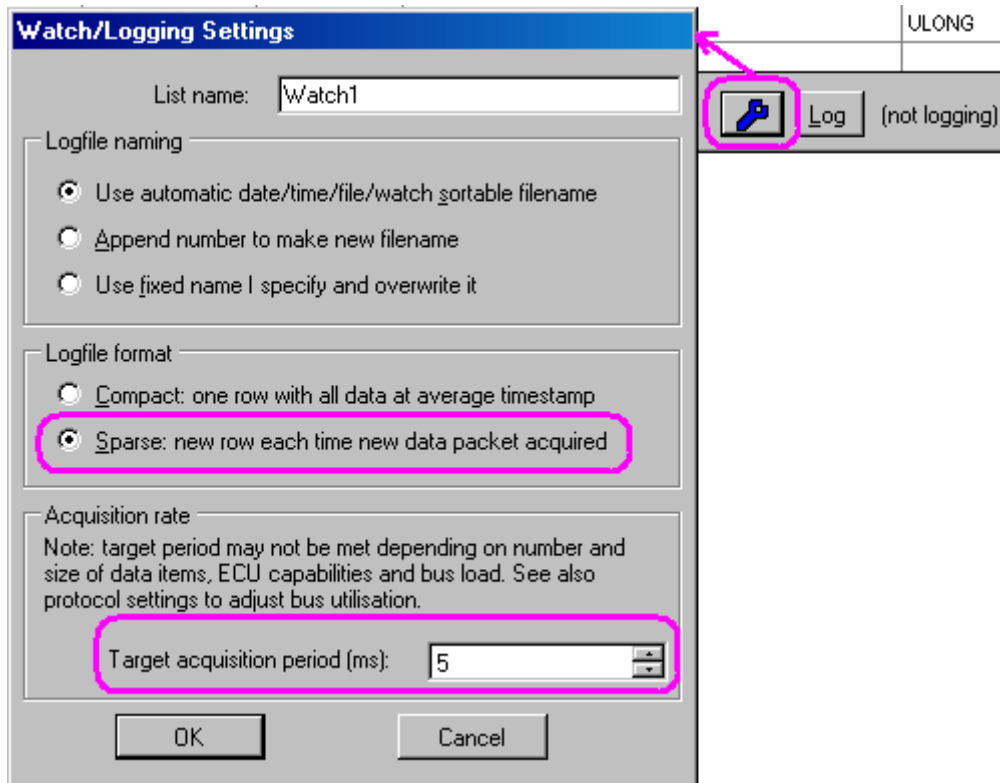 Watch/Logging Settings
ULONG
List name: Watch1
Log (not logging)
Logfile naming
Use automatic date/time/file/watch sortable filename
Append number to make new filename
Use fixed name I specify and overwrite it
Logfile format
Compact: one row with all data at average timestamp
Sparse: new row each time new data packet acquired
Acquisition rate
Note: target period may not be met depending on number and
size of data items, ECU capabilities and bus load. See also
protocol settings to adjust bus utilisation.
Target acquisition period (ms): 5
OK Cancel